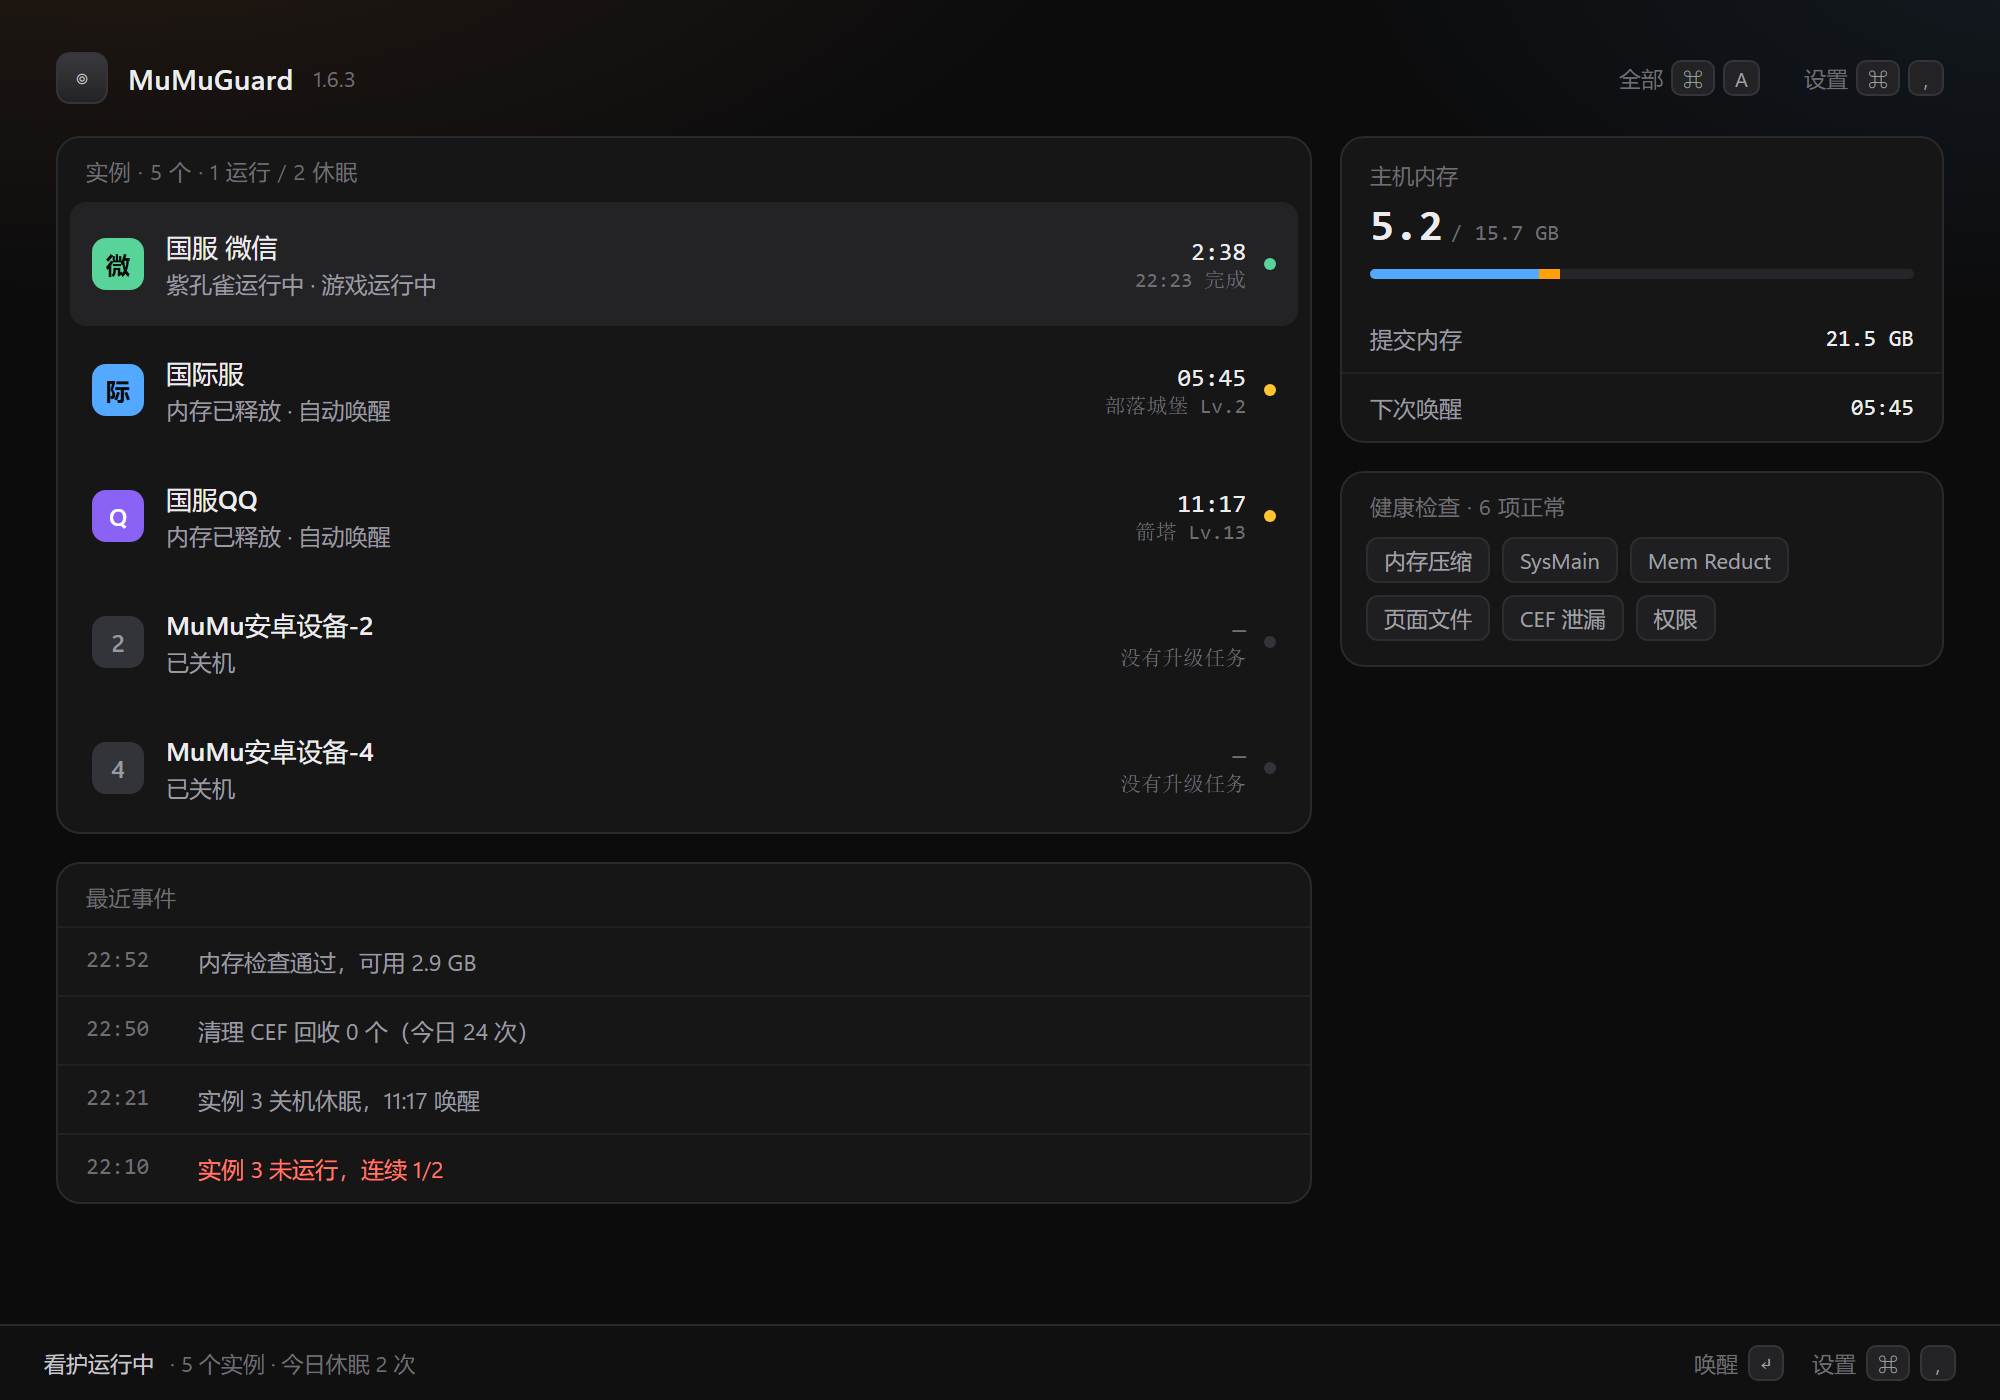 MuMuGuard 1.6.3
全部 ⌘ A 设置 ⌘ ,
实例 · 5 个 · 1 运行 / 2 休眠
微 国服 微信 2:38
紫孔雀运行中 · 游戏运行中 22:23 完成
际 国际服 05:45
内存已释放 · 自动唤醒 部落城堡 Lv.2
Q 国服QQ 11:17
内存已释放 · 自动唤醒 箭塔 Lv.13
2 MuMu安卓设备-2 —
已关机 没有升级任务
4 MuMu安卓设备-4 —
已关机 没有升级任务
最近事件
22:52 内存检查通过，可用 2.9 GB
22:50 清理 CEF 回收 0 个（今日 24 次）
22:21 实例 3 关机休眠，11:17 唤醒
22:10 实例 3 未运行，连续 1/2
主机内存
5.2 / 15.7 GB
提交内存 21.5 GB
下次唤醒 05:45
健康检查 · 6 项正常
内存压缩 SysMain Mem Reduct
页面文件 CEF 泄漏 权限
看护运行中 · 5 个实例 · 今日休眠 2 次
唤醒 ↵ 设置 ⌘ ,